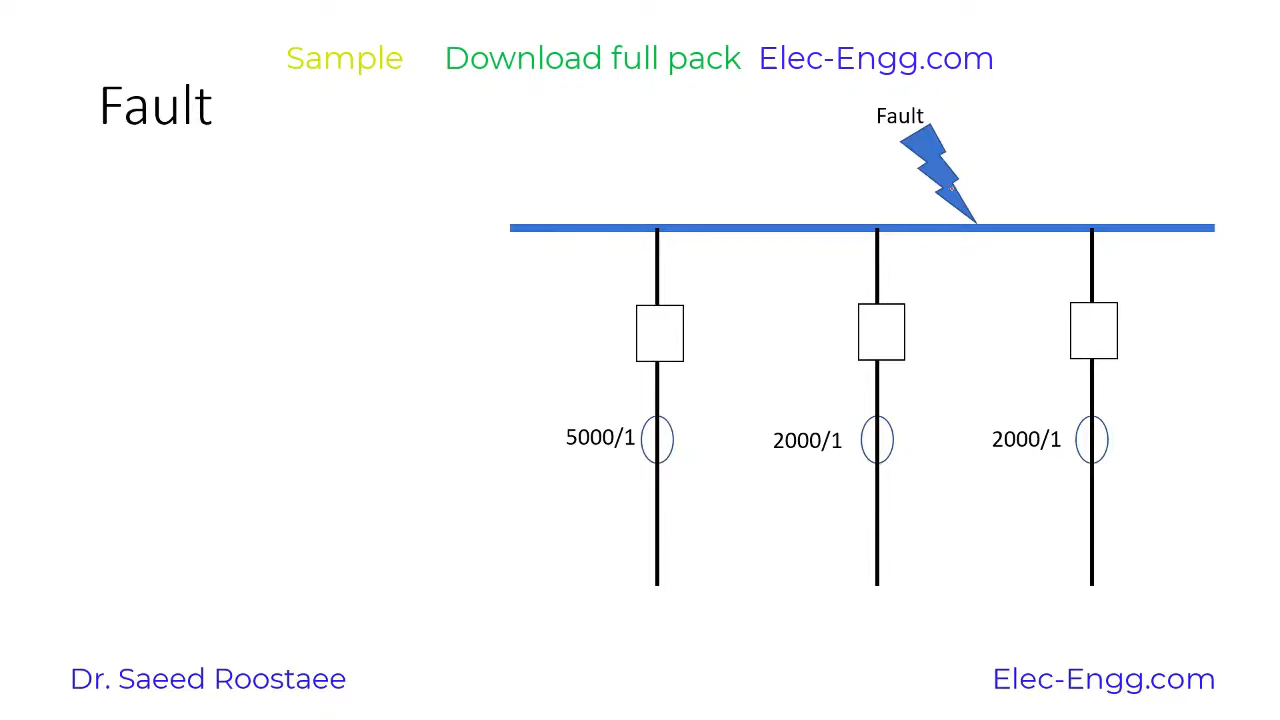 Sample Download full pack Elec-Engg.com
Fault
Fault
5000/1
2000/1
2000/1
Dr. Saeed Roostaee
Elec-Engg.com